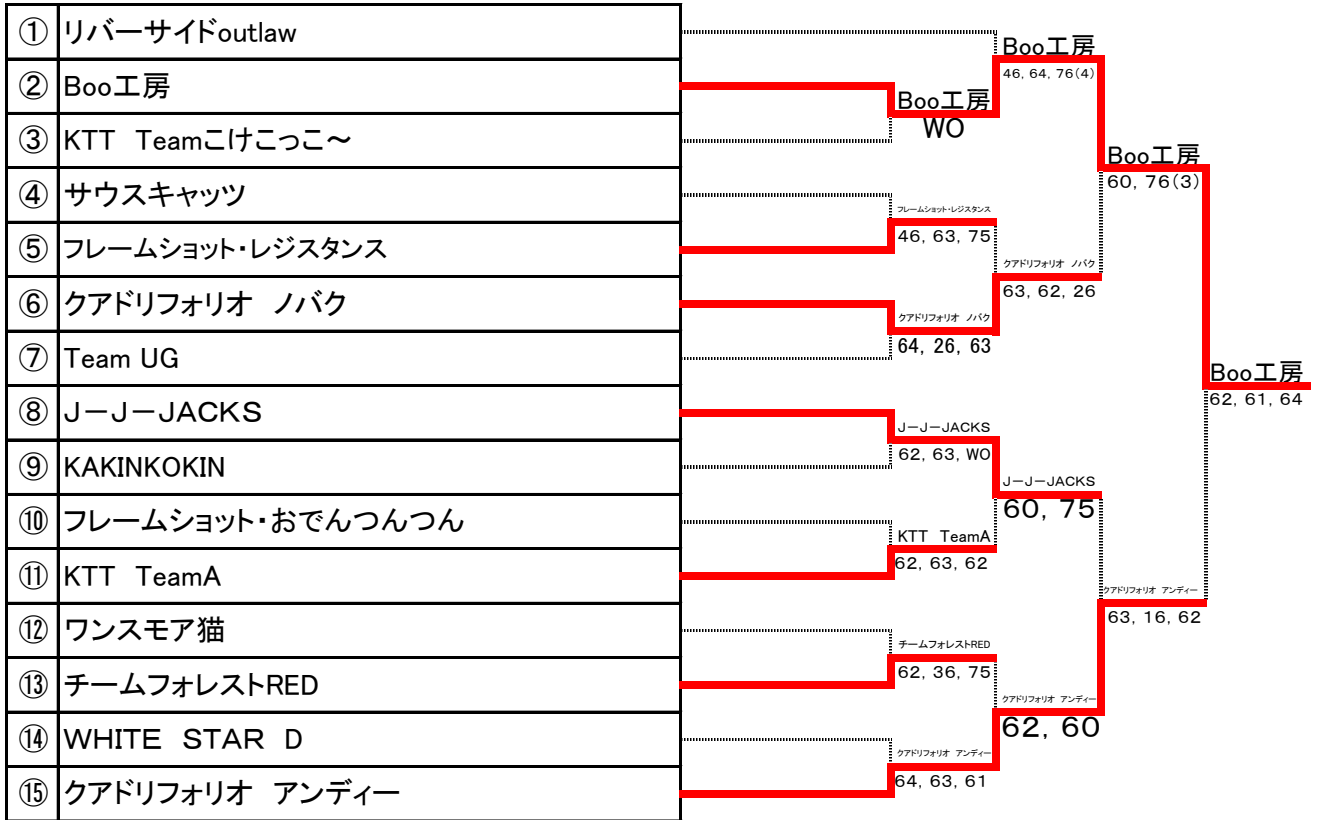 ① リバーサイドoutlaw
② Boo工房
③ KTT Teamこけこっこ～
④ サウスキャッツ
⑤ フレームショット・レジスタンス
⑥ クアドリフォリオ ノバク
⑦ Team UG
⑧ J－J－JACKS
⑨ KAKINKOKIN
⑩ フレームショット・おでんつんつん
⑪ KTT TeamA
⑫ ワンスモア猫
⑬ チームフォレストRED
⑭ WHITE STAR D
⑮ クアドリフォリオ アンディー
Boo工房
WO
フレームショット・レジスタンス
46, 63, 75
クアドリフォリオ ノバク
64, 26, 63
J－J－JACKS
62, 63, WO
KTT TeamA
62, 63, 62
チームフォレストRED
62, 36, 75
クアドリフォリオ アンディー
64, 63, 61
Boo工房
46, 64, 76(4)
クアドリフォリオ ノバク
63, 62, 26
J－J－JACKS
60, 75
クアドリフォリオ アンディー
62, 60
Boo工房
60, 76(3)
クアドリフォリオ アンディー
63, 16, 62
Boo工房
62, 61, 64